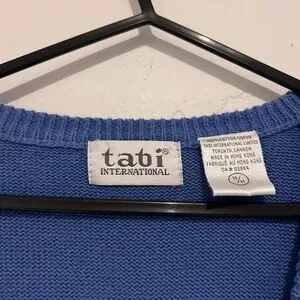 tabi®
INTERNATIONAL
100% COTTON-COTON
TABI INTERNATIONAL LIMITED
TORONTO, CANADA
MADE IN HONG KONG
FABRIQUÉ AU HONG KONG
CA# 05884
M/M